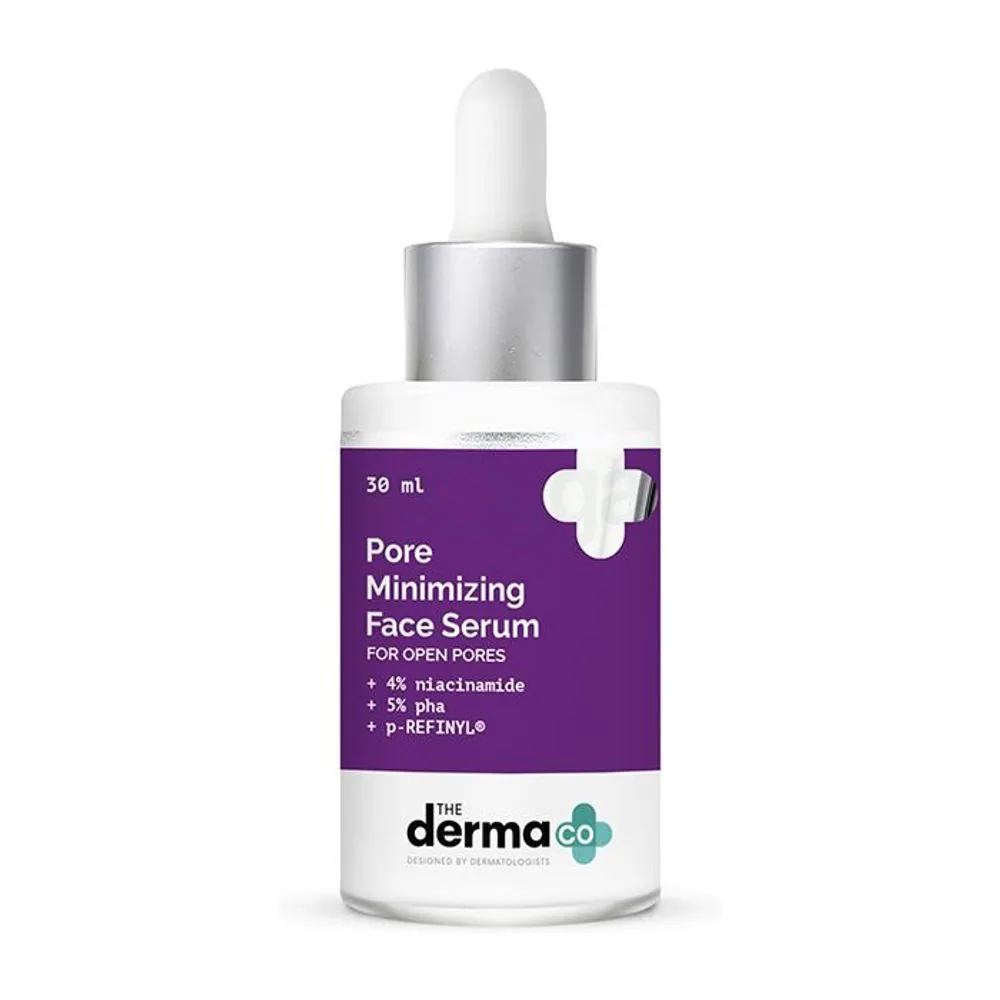 30 ml
Pore
Minimizing
Face Serum
FOR OPEN PORES
+ 4% niacinamide
+ 5% pha
+ p-REFINYL®
THE
derma co
DESIGNED BY DERMATOLOGISTS